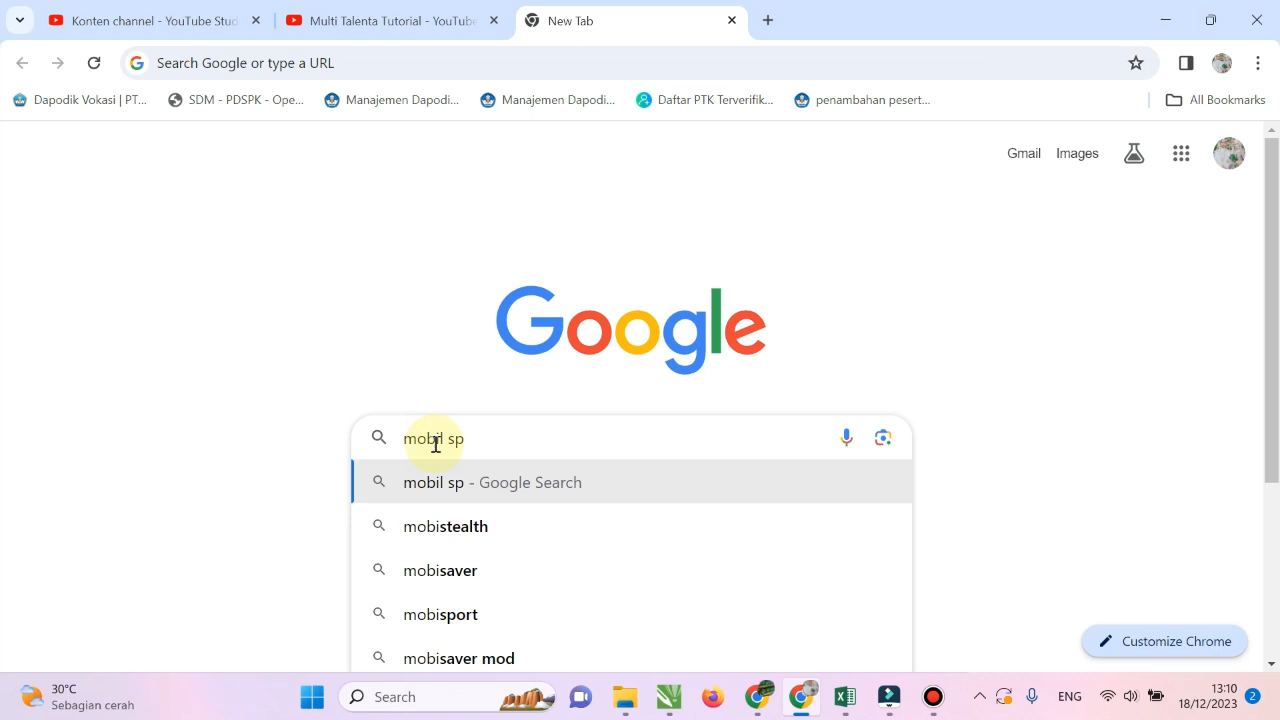 Konten channel - YouTube Stud
Multi Talenta Tutorial - YouTube
New Tab
Search Google or type a URL
Dapodik Vokasi | PT...
SDM - PDSPK - Ope...
Manajemen Dapodi...
Manajemen Dapodi...
Daftar PTK Terverifik...
penambahan pesert...
All Bookmarks
Gmail
Images
Google
mobil sp
mobil sp - Google Search
mobistealth
mobisaver
mobisport
mobisaver mod
Customize Chrome
30°C
Sebagian cerah
Search
ENG
13:10
18/12/2023
2